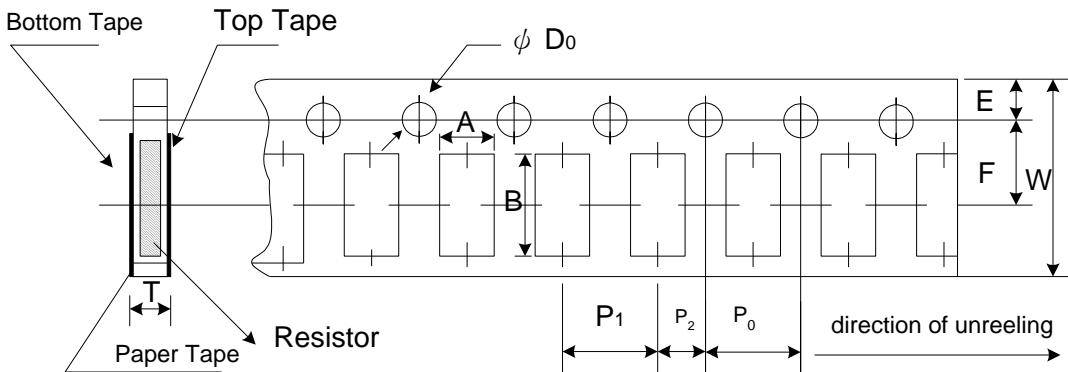 Bottom Tape
Top Tape
ϕ D0
E
A
F
W
B
T
P1
P2
P0
Resistor
direction of unreeling
Paper Tape